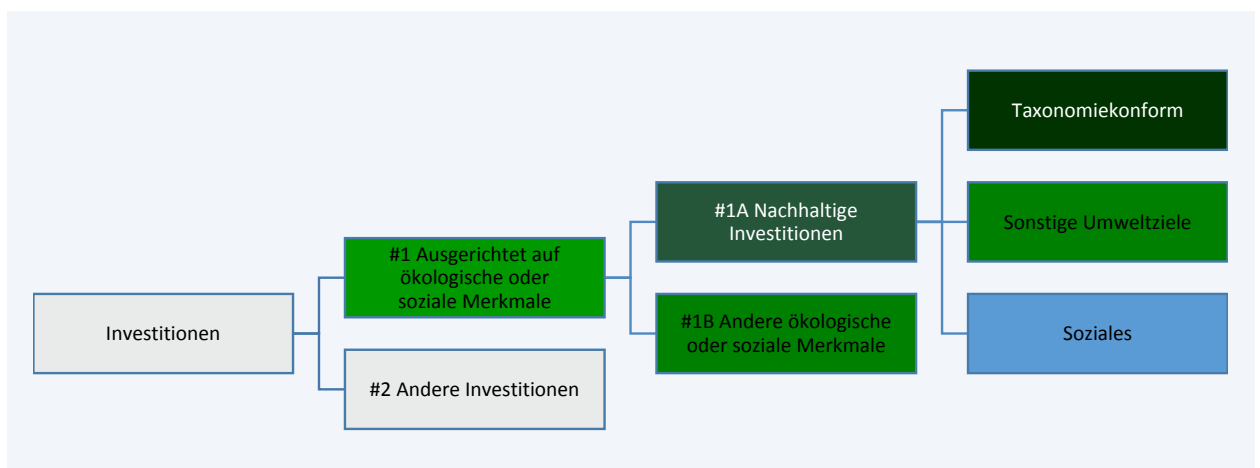 Investitionen
#1 Ausgerichtet auf
ökologische oder
soziale Merkmale
#2 Andere Investitionen
#1A Nachhaltige
Investitionen
#1B Andere ökologische
oder soziale Merkmale
Taxonomiekonform
Sonstige Umweltziele
Soziales